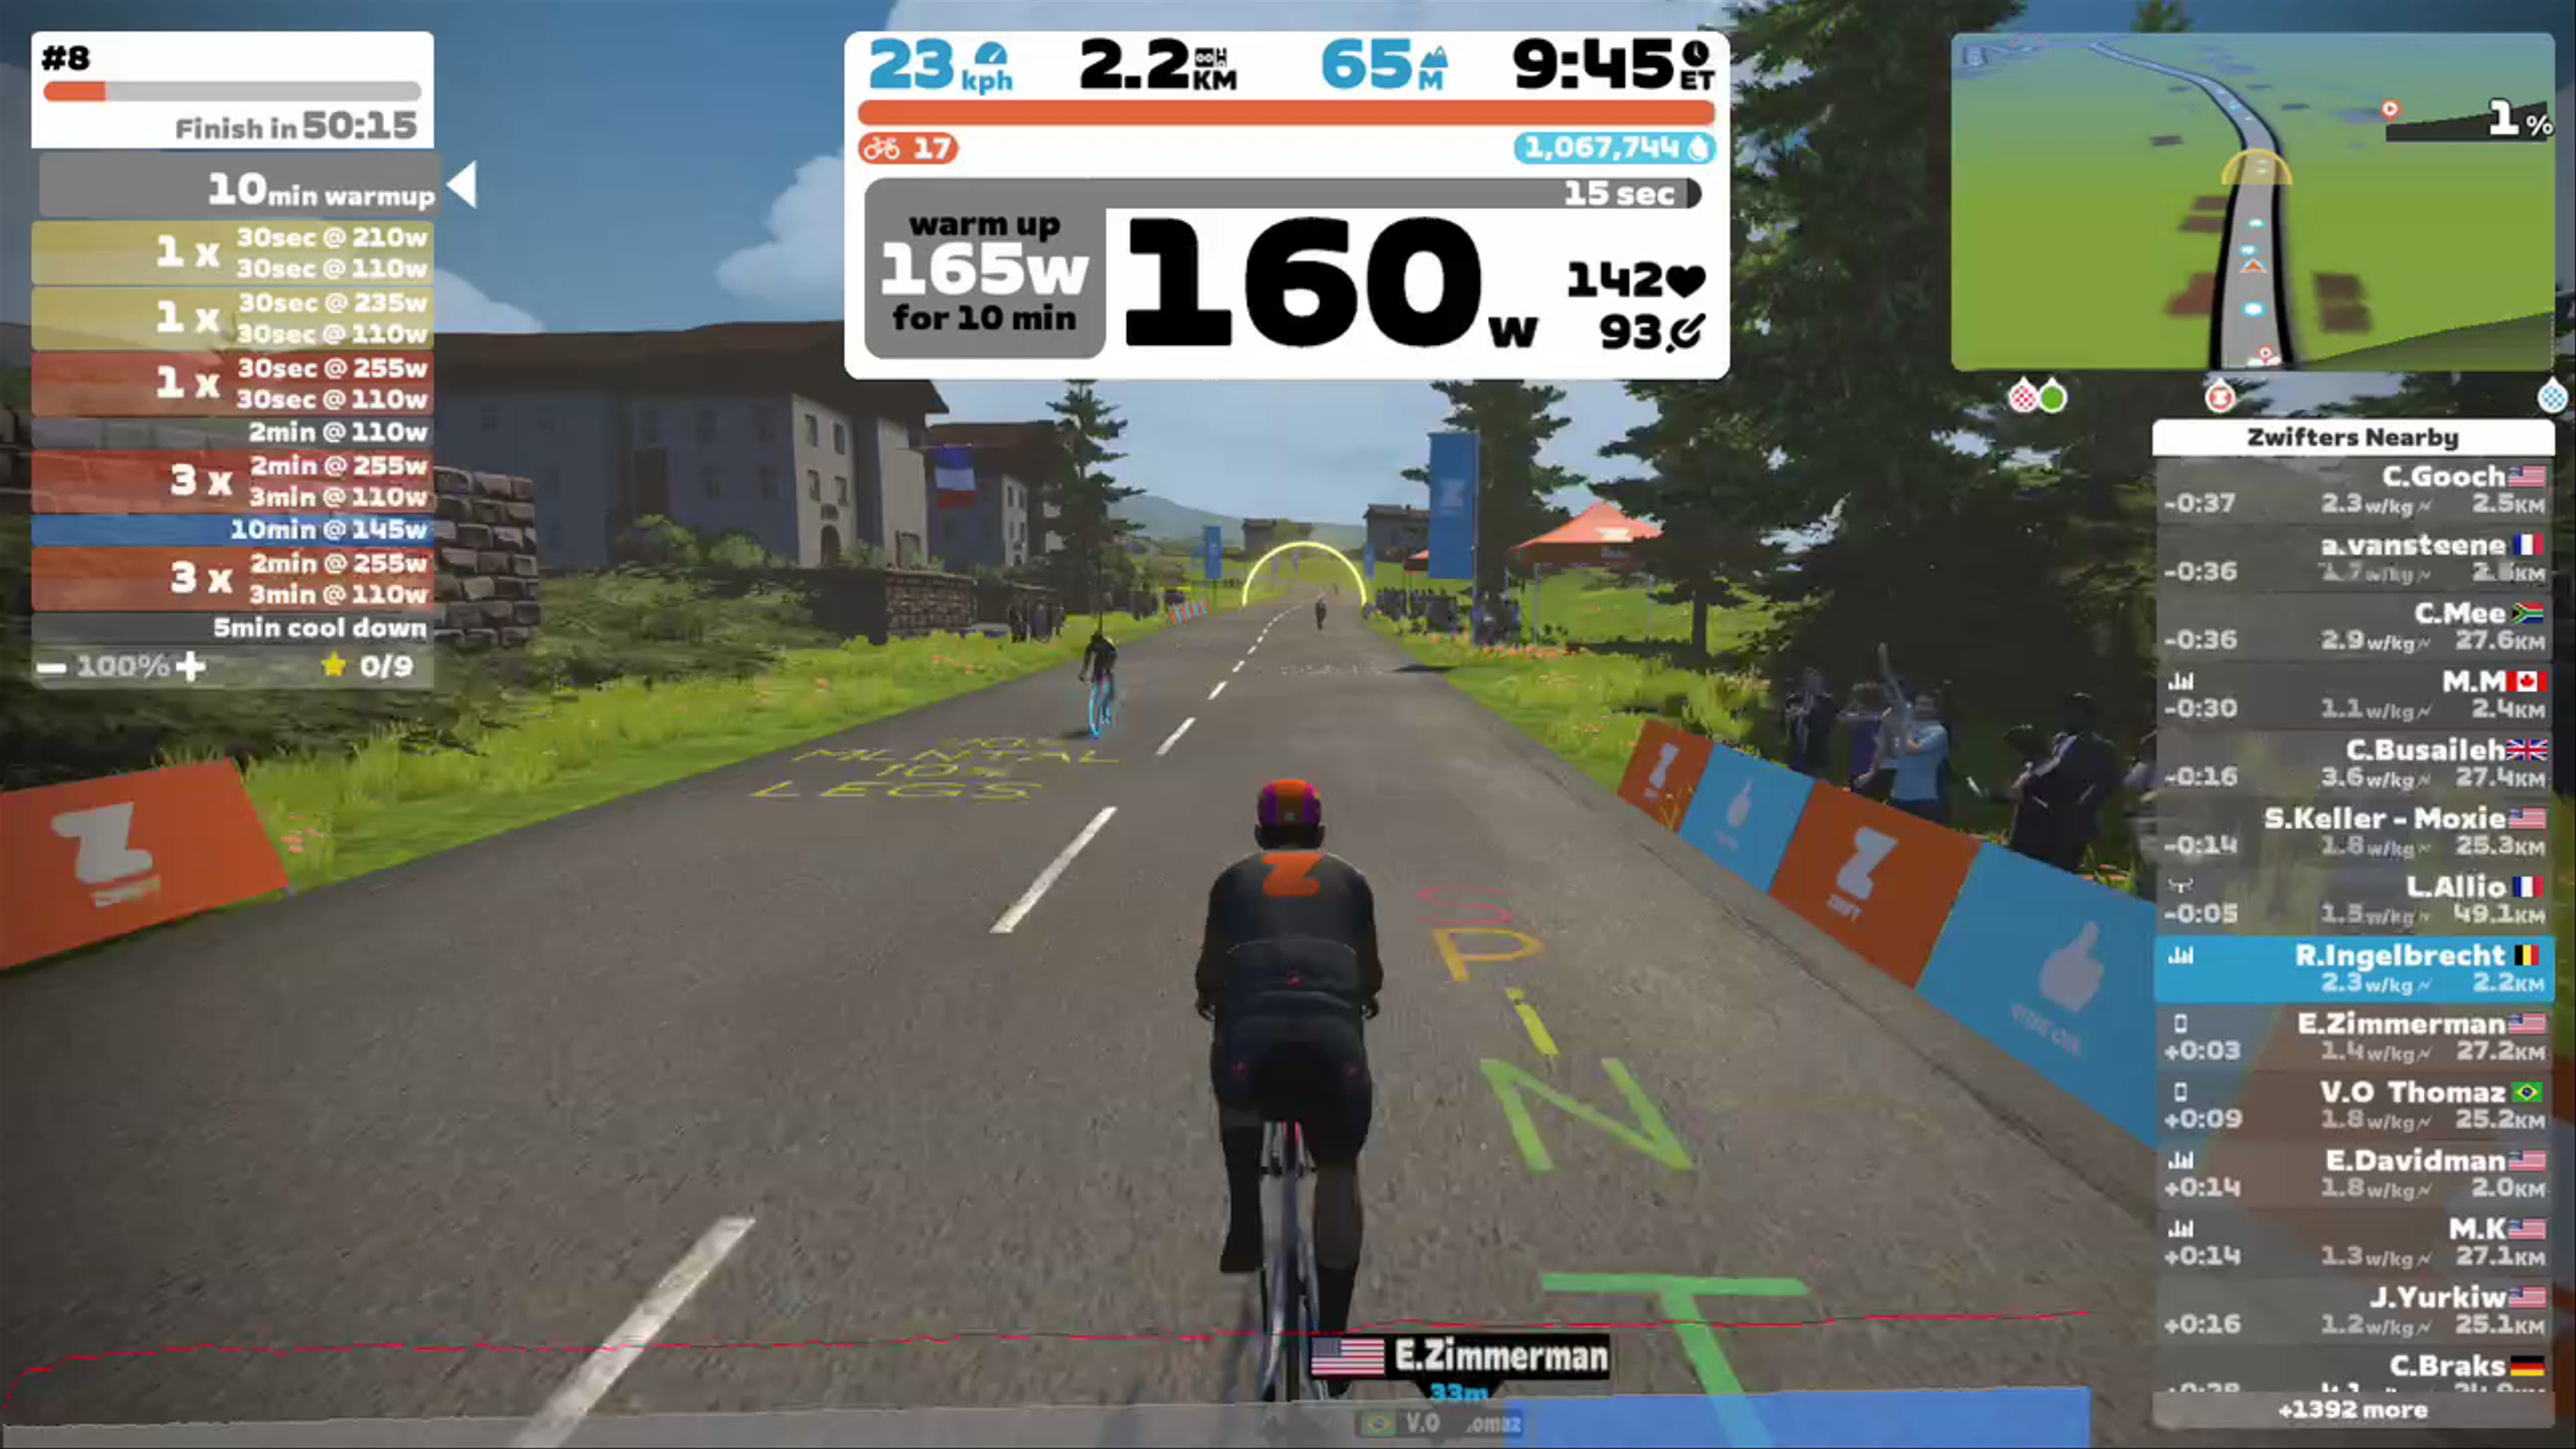 #8
Finish in 50:15
10min warmup
1 x 30sec @ 210w
30sec @ 110w
1 x 30sec @ 235w
30sec @ 110w
1 x 30sec @ 255w
30sec @ 110w
2min @ 110w
3 x 2min @ 255w
3min @ 110w
10min @ 145w
3 x 2min @ 255w
3min @ 110w
5min cool down
100% 0/9
23 kph 2.2 KM 65 M 9:45 ET
17 1,067,744
15 sec
warm up
165w
for 10 min
160 w
142
93
1 %
Zwifters Nearby
C.Gooch
-0:37 2.3 w/kg 2.5KM
a.vansteene
-0:36 w/kg KM
C.Mee
-0:36 2.9 w/kg 27.6KM
M.M
-0:30 1.1 w/kg 2.4KM
C.Busaileh
-0:16 3.6 w/kg 27.4KM
S.Keller - Moxie
-0:14 1.8 w/kg 25.3KM
L.Allio
-0:05 1.5 w/kg 49.1KM
R.Ingelbrecht
2.3 w/kg 2.2KM
E.Zimmerman
+0:03 1.4 w/kg 27.2KM
V.O Thomaz
+0:09 1.8 w/kg 25.2KM
E.Davidman
+0:14 1.8 w/kg 2.0KM
M.K
+0:14 1.3 w/kg 27.1KM
J.Yurkiw
+0:16 1.2 w/kg 25.1KM
C.Braks
+1392 more
MENTAL
10%
LEGS
SPiN
T
ZWIFT
E.Zimmerman
33m
V.O